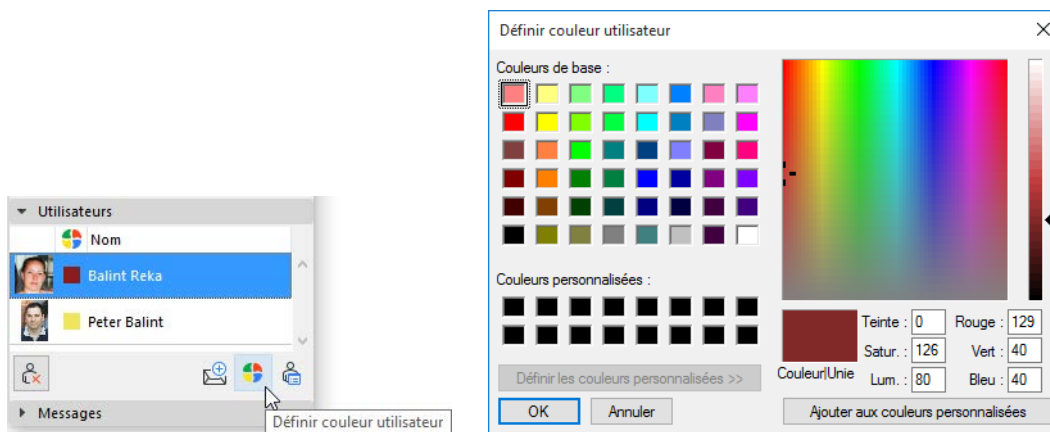 Utilisateurs
Nom
Balint Reka
Peter Balint
Messages
Définir couleur utilisateur
Définir couleur utilisateur
Couleurs de base :
Couleurs personnalisées :
Définir les couleurs personnalisées >>
OK Annuler
Couleur|Unie
Teinte : 0 Rouge : 129
Satur. : 126 Vert : 40
Lum. : 80 Bleu : 40
Ajouter aux couleurs personnalisées